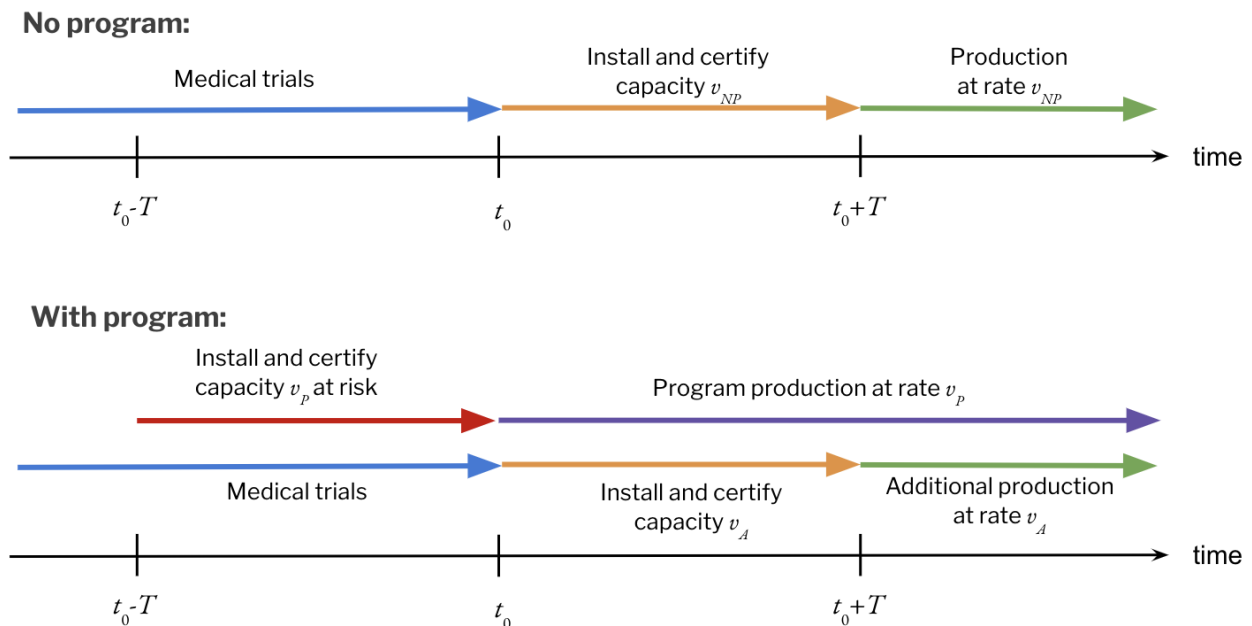 No program:
Medical trials
Install and certify
capacity v_NP
Production
at rate v_NP
time
t_0-T
t_0
t_0+T
With program:
Install and certify
capacity v_P at risk
Program production at rate v_P
Medical trials
Install and certify
capacity v_A
Additional production
at rate v_A
time
t_0-T
t_0
t_0+T